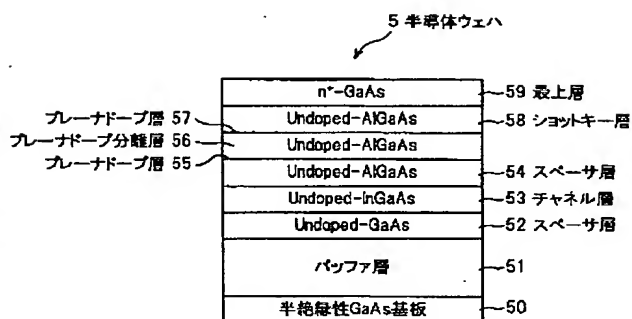 5 半導体ウェハ
n⁺-GaAs
59 最上層
プレーナドープ層 57
Undoped-AlGaAs
58 ショットキー層
プレーナドープ分離層 56
Undoped-AlGaAs
プレーナドープ層 55
Undoped-AlGaAs
54 スペーサ層
Undoped-InGaAs
53 チャネル層
Undoped-GaAs
52 スペーサ層
バッファ層
51
半絶縁性GaAs基板
50